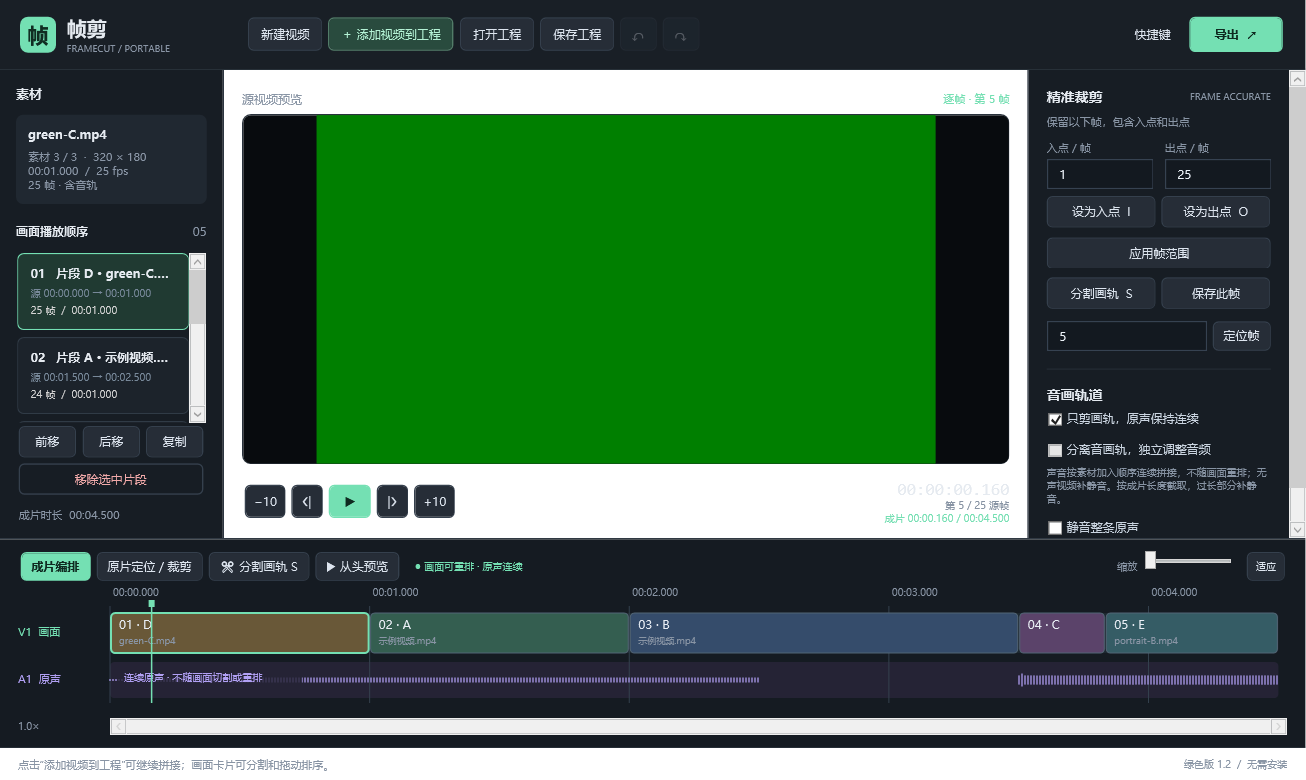 帧 帧剪
FRAMECUT / PORTABLE
新建视频 + 添加视频到工程 打开工程 保存工程 快捷键 导出 ↗
素材
green-C.mp4
素材 3 / 3 · 320 × 180
00:01.000 / 25 fps
25 帧 · 含音轨
画面播放顺序 05
01 片段 D • green-C....
源 00:00.000 → 00:01.000
25 帧 / 00:01.000
02 片段 A • 示例视频....
源 00:01.500 → 00:02.500
24 帧 / 00:01.000
前移 后移 复制
移除选中片段
成片时长 00:04.500
源视频预览 逐帧 · 第 5 帧
−10 +10
00:00:00.160
第 5 / 25 源帧
成片 00:00.160 / 00:04.500
精准裁剪 FRAME ACCURATE
保留以下帧，包含入点和出点
入点 / 帧 出点 / 帧
1 25
设为入点 I 设为出点 O
应用帧范围
分割画轨 S 保存此帧
5 定位帧
音画轨道
只剪画轨，原声保持连续
分离音画轨，独立调整音频
声音按素材加入顺序连续拼接，不随画面重排；无
声视频补静音。按成片长度截取，过长部分补静
音。
静音整条原声
成片编排 原片定位 / 裁剪 分割画轨 S 从头预览 • 画面可重排 · 原声连续 缩放 适应
00:00.000 00:01.000 00:02.000 00:03.000 00:04.000
V1 画面
01 · D 02 · A 03 · B 04 · C 05 · E
green-C.mp4 示例视频.mp4 示例视频.mp4 portrait-B.mp4
A1 原声 连续原声 · 不随画面切割或重排
1.0×
点击“添加视频到工程”可继续拼接；画面卡片可分割和拖动排序。 绿色版 1.2 / 无需安装